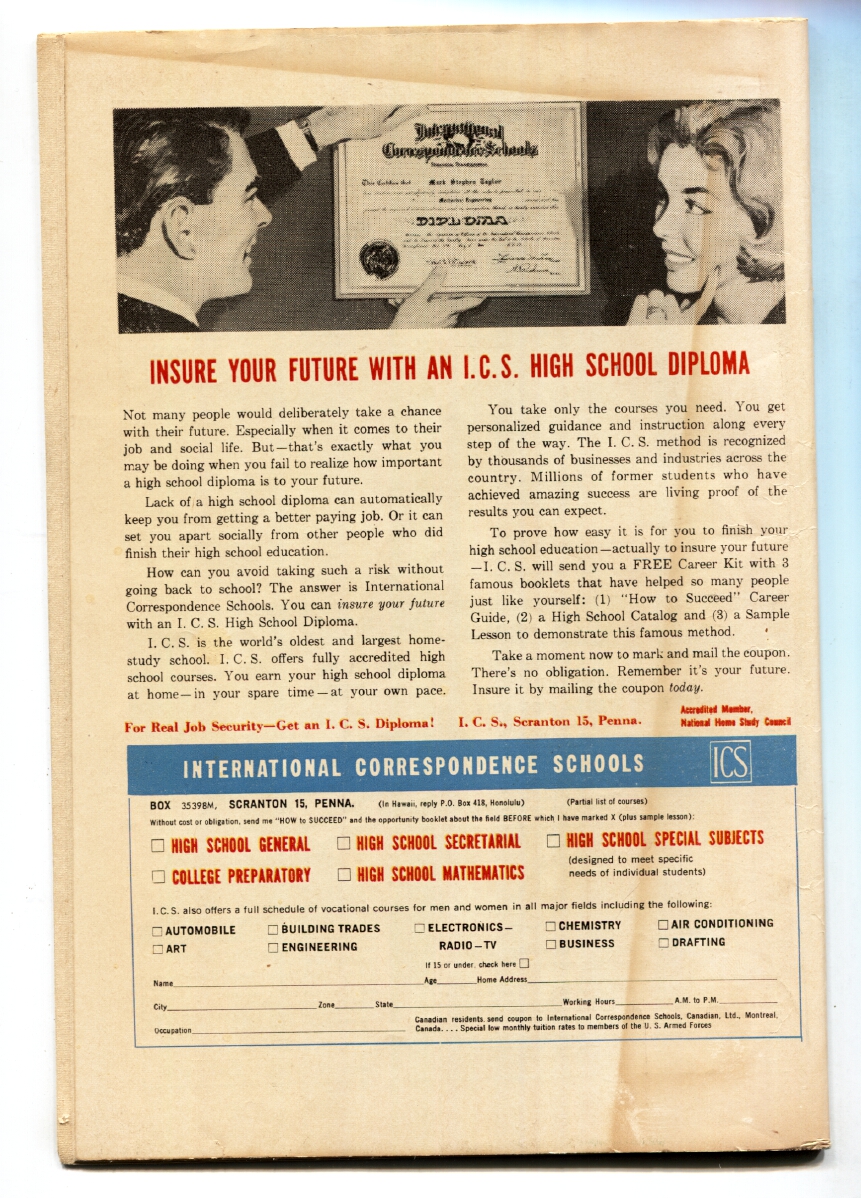 International
Correspondence Schools
This Certifies that Mark Stephen Taylor
DIPLOMA
INSURE YOUR FUTURE WITH AN I.C.S. HIGH SCHOOL DIPLOMA
Not many people would deliberately take a chance
with their future. Especially when it comes to their
job and social life. But—that's exactly what you
may be doing when you fail to realize how important
a high school diploma is to your future.
Lack of a high school diploma can automatically
keep you from getting a better paying job. Or it can
set you apart socially from other people who did
finish their high school education.
How can you avoid taking such a risk without
going back to school? The answer is International
Correspondence Schools. You can insure your future
with an I. C. S. High School Diploma.
I. C. S. is the world's oldest and largest home-
study school. I. C. S. offers fully accredited high
school courses. You earn your high school diploma
at home—in your spare time—at your own pace.
You take only the courses you need. You get
personalized guidance and instruction along every
step of the way. The I. C. S. method is recognized
by thousands of businesses and industries across the
country. Millions of former students who have
achieved amazing success are living proof of the
results you can expect.
To prove how easy it is for you to finish your
high school education—actually to insure your future
—I. C. S. will send you a FREE Career Kit with 3
famous booklets that have helped so many people
just like yourself: (1) "How to Succeed" Career
Guide, (2) a High School Catalog and (3) a Sample
Lesson to demonstrate this famous method.
Take a moment now to mark and mail the coupon.
There's no obligation. Remember it's your future.
Insure it by mailing the coupon today.
For Real Job Security—Get an I. C. S. Diploma! I. C. S., Scranton 15, Penna.
Accredited Member,
National Home Study Council
INTERNATIONAL CORRESPONDENCE SCHOOLS ICS
BOX 35398M, SCRANTON 15, PENNA. (In Hawaii, reply P.O. Box 418, Honolulu) (Partial list of courses)
Without cost or obligation, send me "HOW to SUCCEED" and the opportunity booklet about the field BEFORE which I have marked X (plus sample lesson):
HIGH SCHOOL GENERAL HIGH SCHOOL SECRETARIAL HIGH SCHOOL SPECIAL SUBJECTS
(designed to meet specific
COLLEGE PREPARATORY HIGH SCHOOL MATHEMATICS needs of individual students)
I.C.S. also offers a full schedule of vocational courses for men and women in all major fields including the following:
AUTOMOBILE BUILDING TRADES ELECTRONICS— CHEMISTRY AIR CONDITIONING
ART ENGINEERING RADIO—TV BUSINESS DRAFTING
If 15 or under, check here
Name Age Home Address
City Zone State Working Hours A.M. to P.M.
Occupation
Canadian residents, send coupon to International Correspondence Schools, Canadian, Ltd., Montreal,
Canada. . . . Special low monthly tuition rates to members of the U. S. Armed Forces